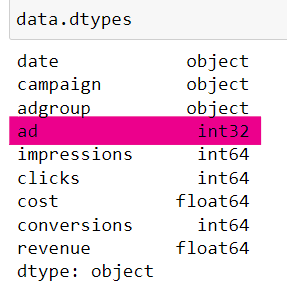 data.dtypes
date object
campaign object
adgroup object
ad int32
impressions int64
clicks int64
cost float64
conversions int64
revenue float64
dtype: object